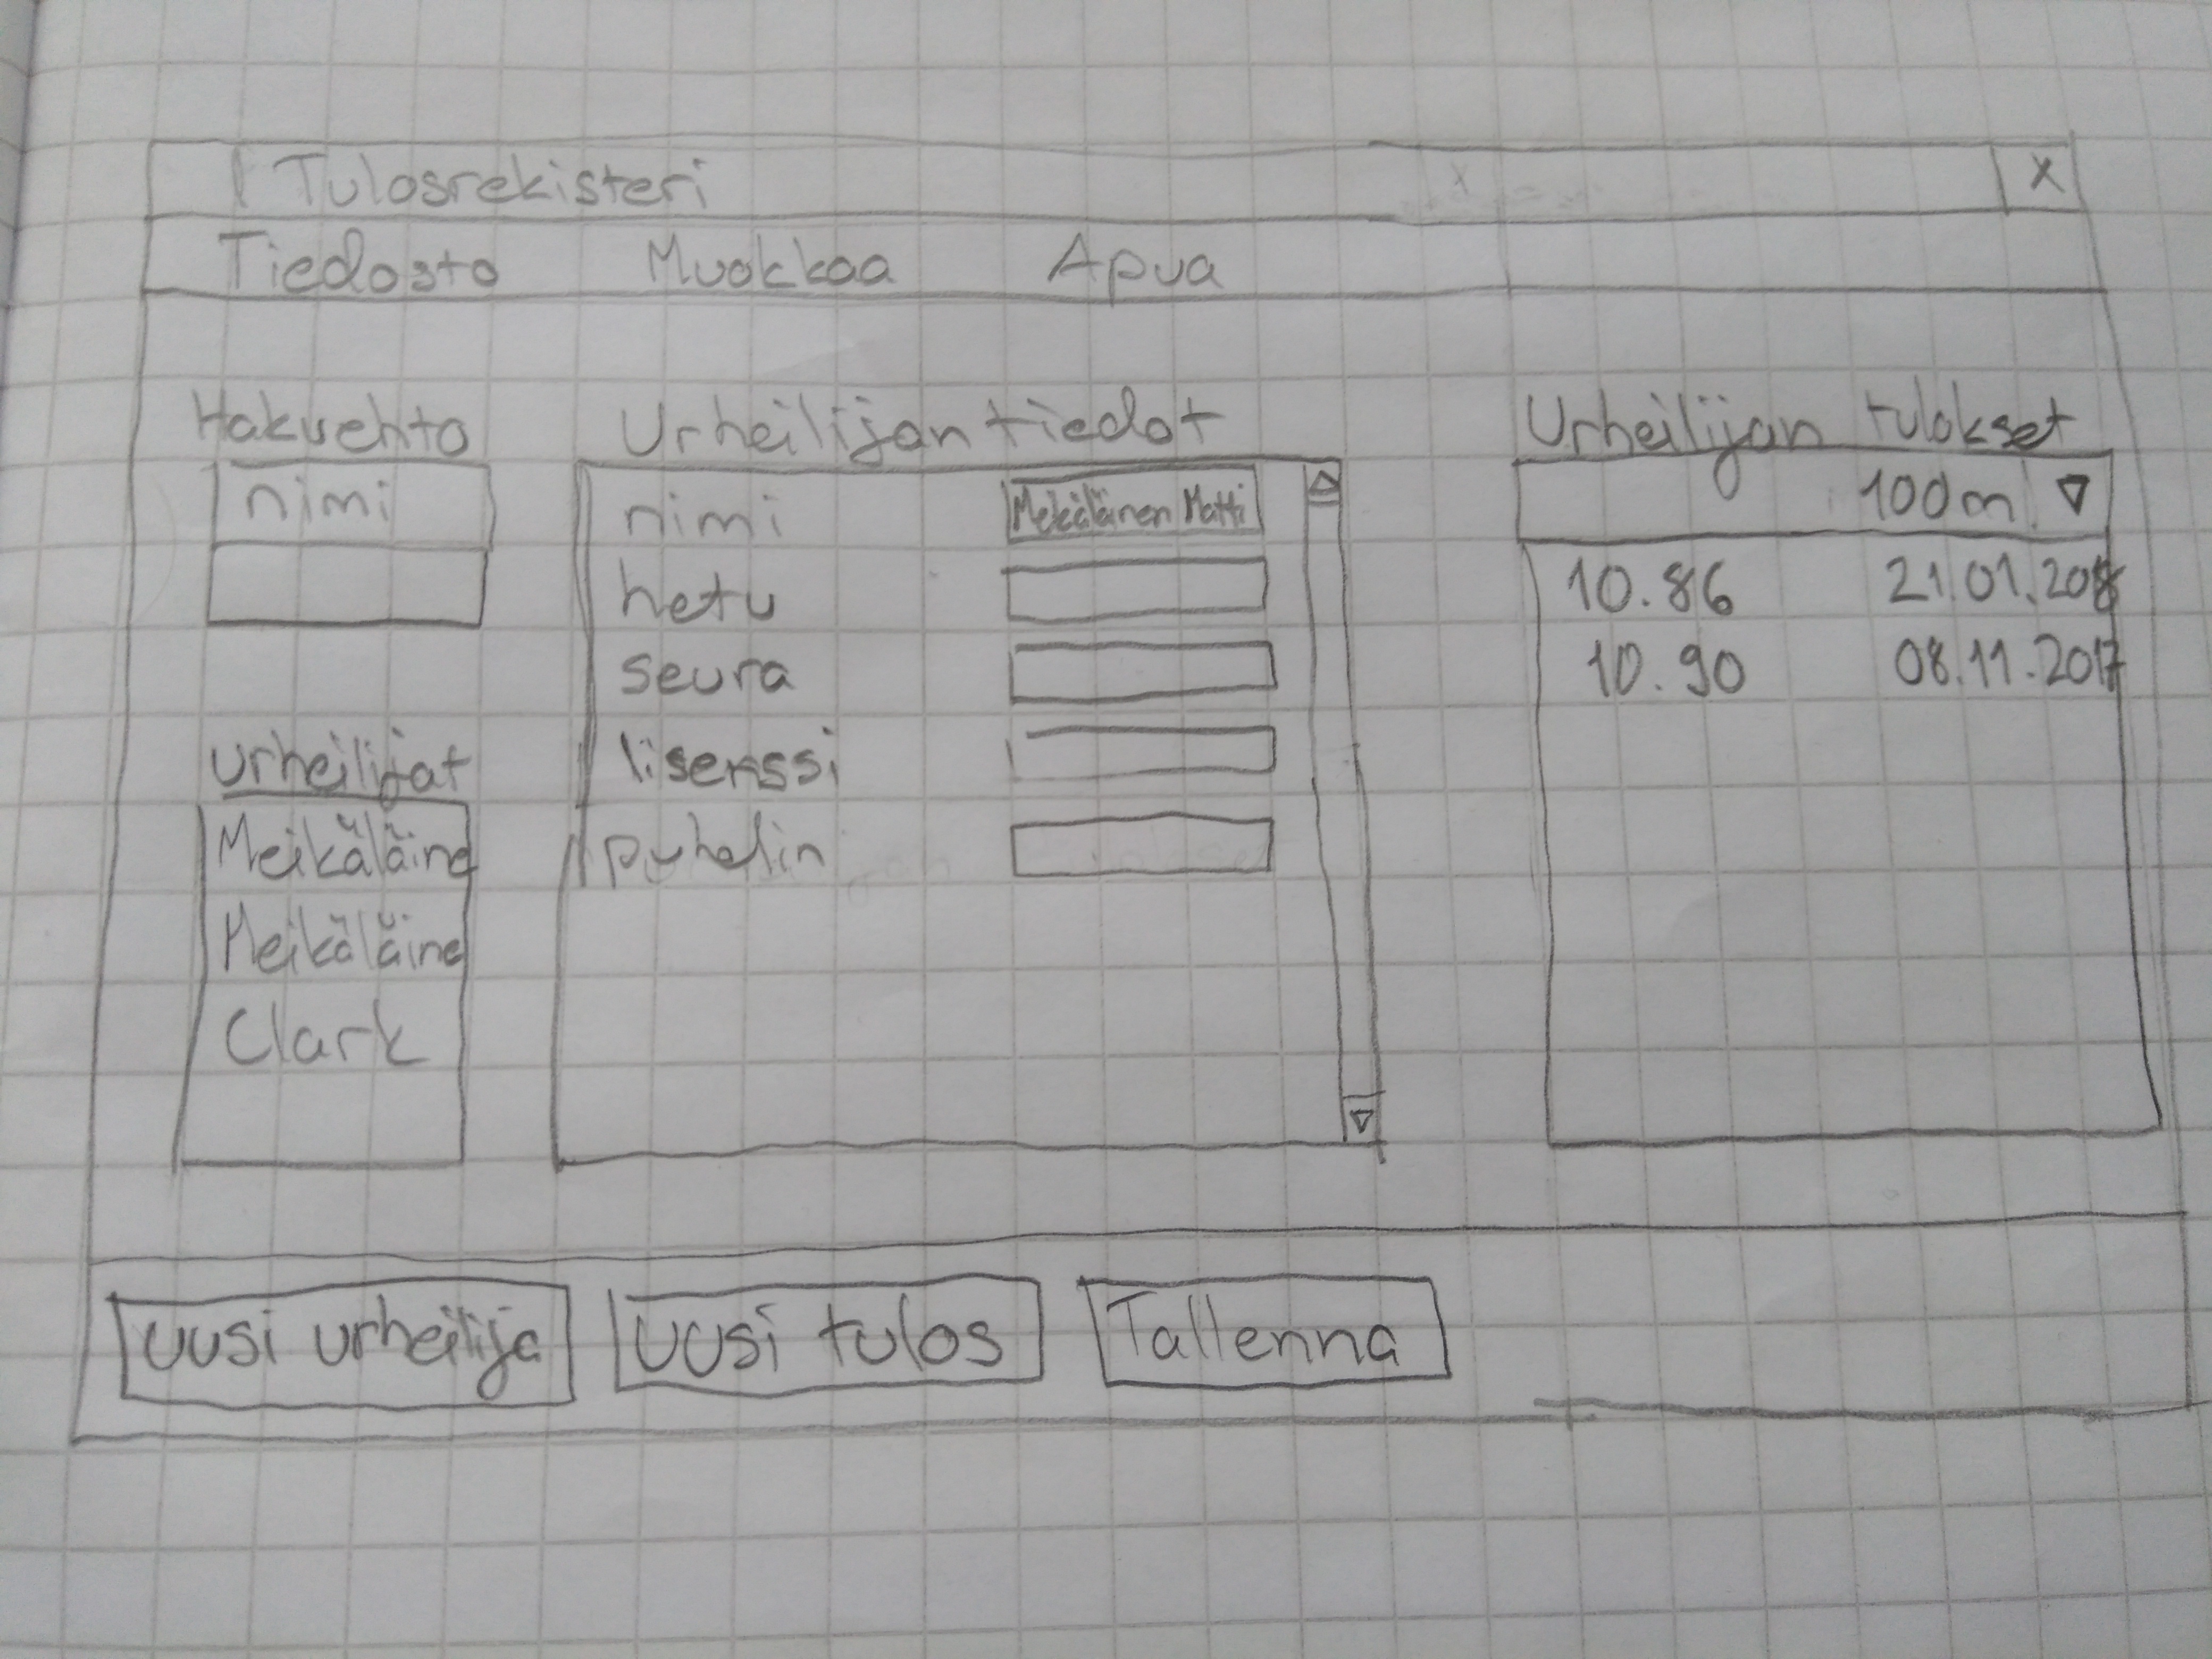 Tulosrekisteri X
Tiedosto Muokkaa Apua
Hakuehto
nimi
urheilijat
Meikäläine
Meikäläine
Clark
Urheilijan tiedot
nimi Meikäläinen Matti
hetu
seura
lisenssi
puhelin
Urheilijan tulokset
100m
10.86 21.01.2018
10.90 08.11.2017
uusi urheilija uusi tulos Tallenna